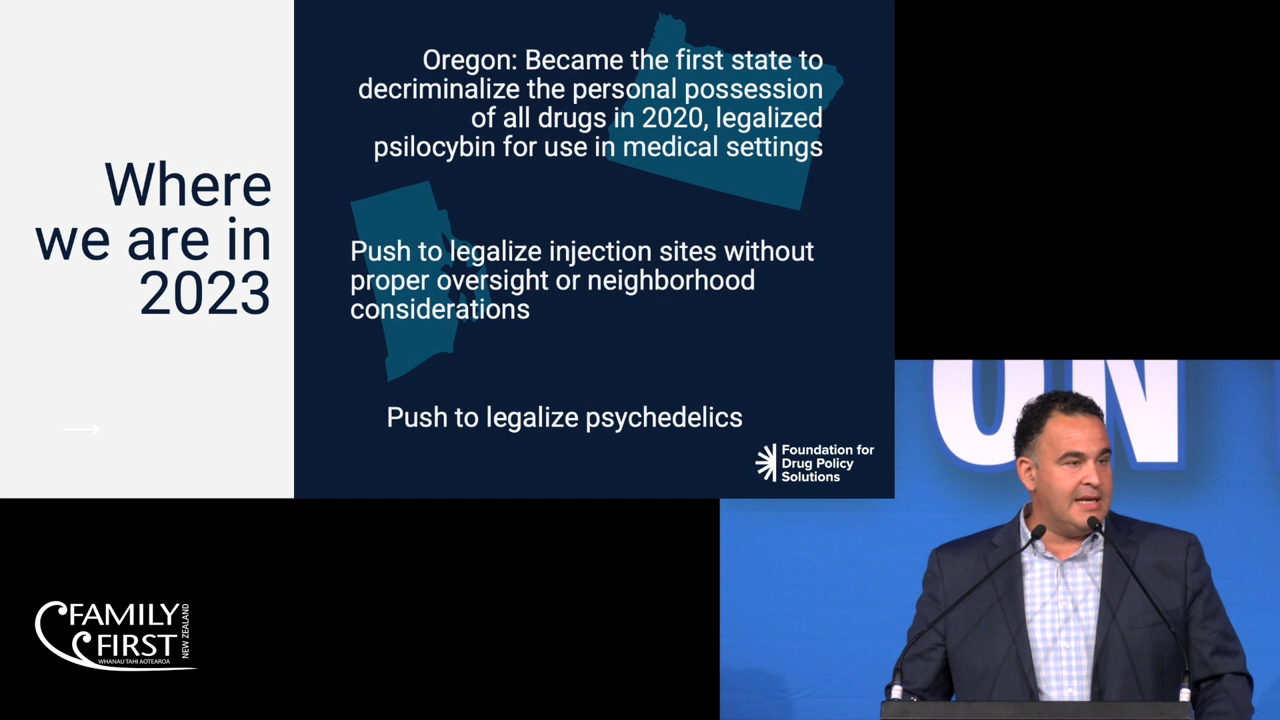 Where
we are in
2023
Oregon: Became the first state to
decriminalize the personal possession
of all drugs in 2020, legalized
psilocybin for use in medical settings
Push to legalize injection sites without
proper oversight or neighborhood
considerations
Push to legalize psychedelics
Foundation for
Drug Policy
Solutions
ON
FAMILY
FIRST
NEW ZEALAND
WHANAU TAHI AOTEAROA